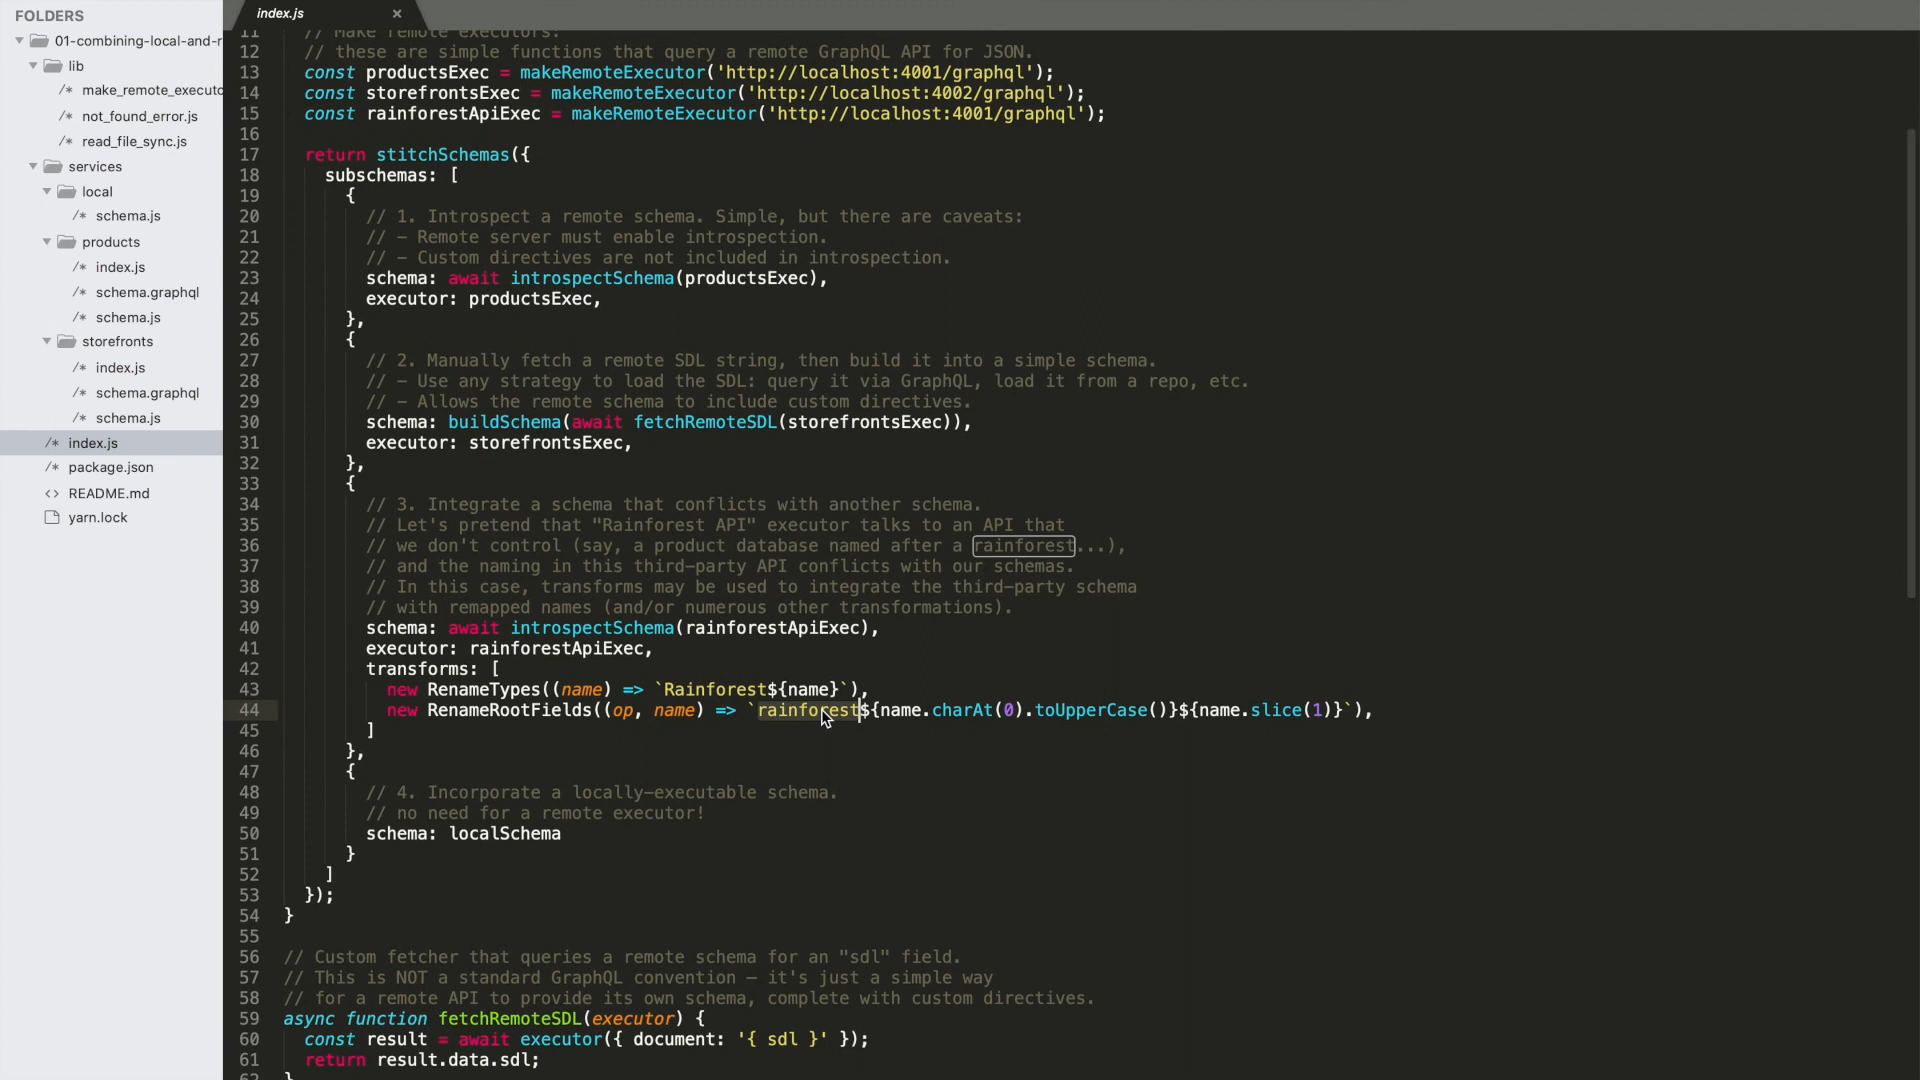 FOLDERS
01-combining-local-and-r
lib
/* make_remote_executo
/* not_found_error.js
/* read_file_sync.js
services
local
/* schema.js
products
/* index.js
/* schema.graphql
/* schema.js
storefronts
/* index.js
/* schema.graphql
/* schema.js
/* index.js
/* package.json
<> README.md
yarn.lock
index.js ×
11 // Make remote executors:
12 // these are simple functions that query a remote GraphQL API for JSON.
13 const productsExec = makeRemoteExecutor('http://localhost:4001/graphql');
14 const storefrontsExec = makeRemoteExecutor('http://localhost:4002/graphql');
15 const rainforestApiExec = makeRemoteExecutor('http://localhost:4001/graphql');
16
17 return stitchSchemas({
18 subschemas: [
19 {
20 // 1. Introspect a remote schema. Simple, but there are caveats:
21 // – Remote server must enable introspection.
22 // – Custom directives are not included in introspection.
23 schema: await introspectSchema(productsExec),
24 executor: productsExec,
25 },
26 {
27 // 2. Manually fetch a remote SDL string, then build it into a simple schema.
28 // – Use any strategy to load the SDL: query it via GraphQL, load it from a repo, etc.
29 // – Allows the remote schema to include custom directives.
30 schema: buildSchema(await fetchRemoteSDL(storefrontsExec)),
31 executor: storefrontsExec,
32 },
33 {
34 // 3. Integrate a schema that conflicts with another schema.
35 // Let's pretend that "Rainforest API" executor talks to an API that
36 // we don't control (say, a product database named after a rainforest...),
37 // and the naming in this third-party API conflicts with our schemas.
38 // In this case, transforms may be used to integrate the third-party schema
39 // with remapped names (and/or numerous other transformations).
40 schema: await introspectSchema(rainforestApiExec),
41 executor: rainforestApiExec,
42 transforms: [
43 new RenameTypes((name) => `Rainforest${name}`),
44 new RenameRootFields((op, name) => `rainforest${name.charAt(0).toUpperCase()}${name.slice(1)}`),
45 ]
46 },
47 {
48 // 4. Incorporate a locally-executable schema.
49 // no need for a remote executor!
50 schema: localSchema
51 }
52 ]
53 });
54 }
55
56 // Custom fetcher that queries a remote schema for an "sdl" field.
57 // This is NOT a standard GraphQL convention – it's just a simple way
58 // for a remote API to provide its own schema, complete with custom directives.
59 async function fetchRemoteSDL(executor) {
60 const result = await executor({ document: '{ sdl }' });
61 return result.data.sdl;
62 }